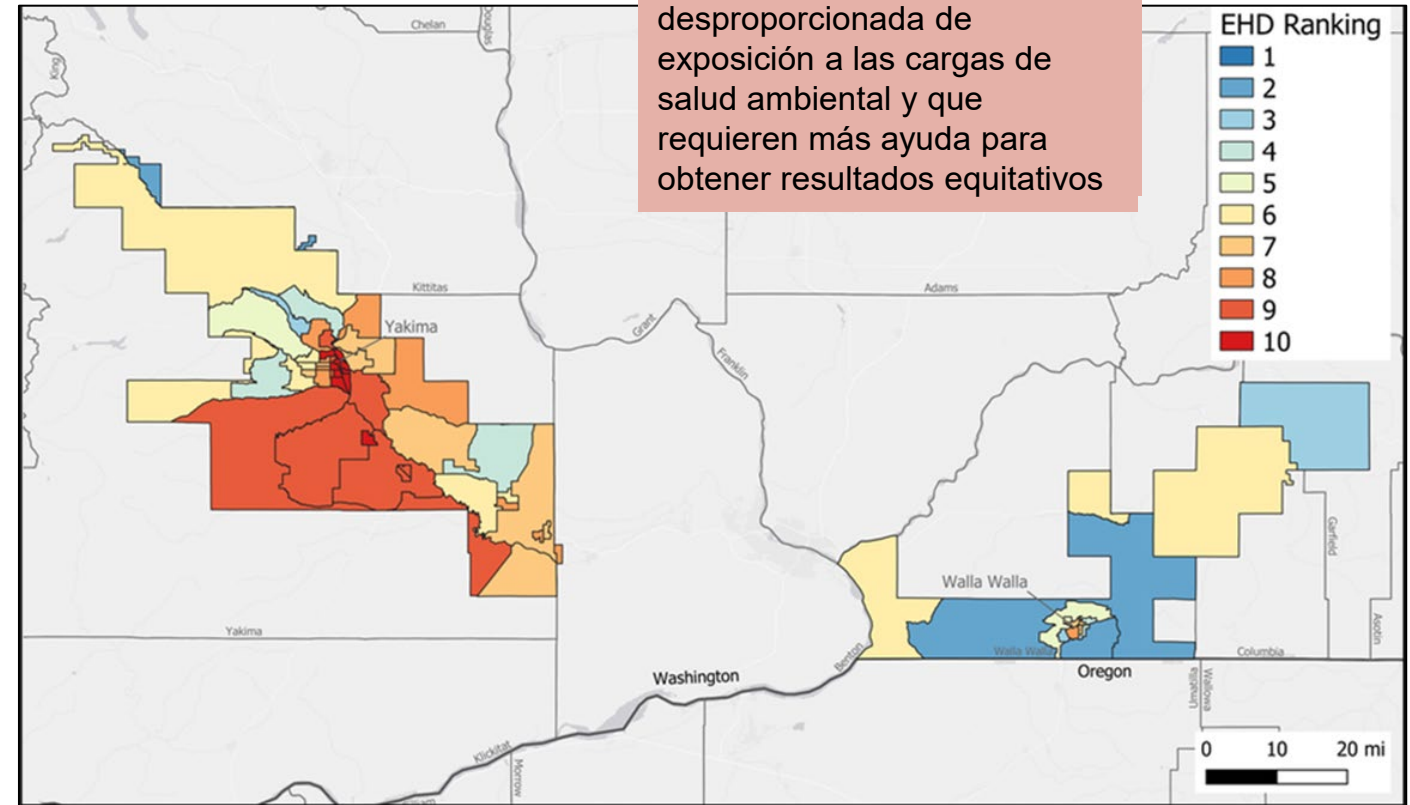 desproporcionada de
exposición a las cargas de
salud ambiental y que
requieren más ayuda para
obtener resultados equitativos
EHD Ranking
1
2
3
4
5
6
7
8
9
10
Chelan
Douglas
King
Kittitas
Adams
Yakima
Grant
Franklin
Garfield
Walla Walla
Asotin
Yakima
Walla Walla
Benton
Columbia
Washington
Oregon
Umatilla
Wallowa
Klickitat
Morrow
0 10 20 mi